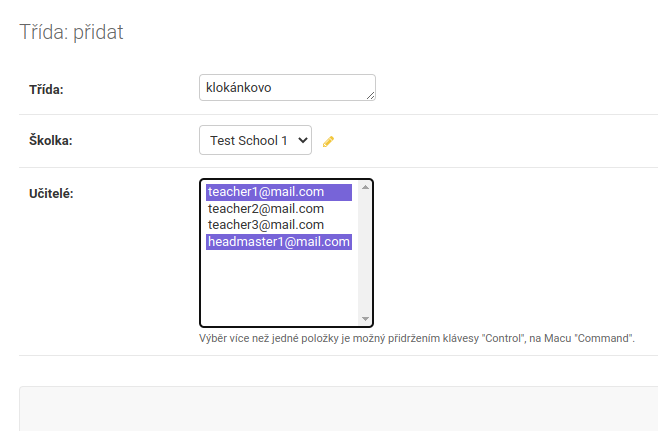 Třída: přidat
Třída:
klokánkovo
Školka:
Test School 1
Učitelé:
teacher1@mail.com
teacher2@mail.com
teacher3@mail.com
headmaster1@mail.com
Výběr více než jedné položky je možný přidržením klávesy "Control", na Macu "Command".